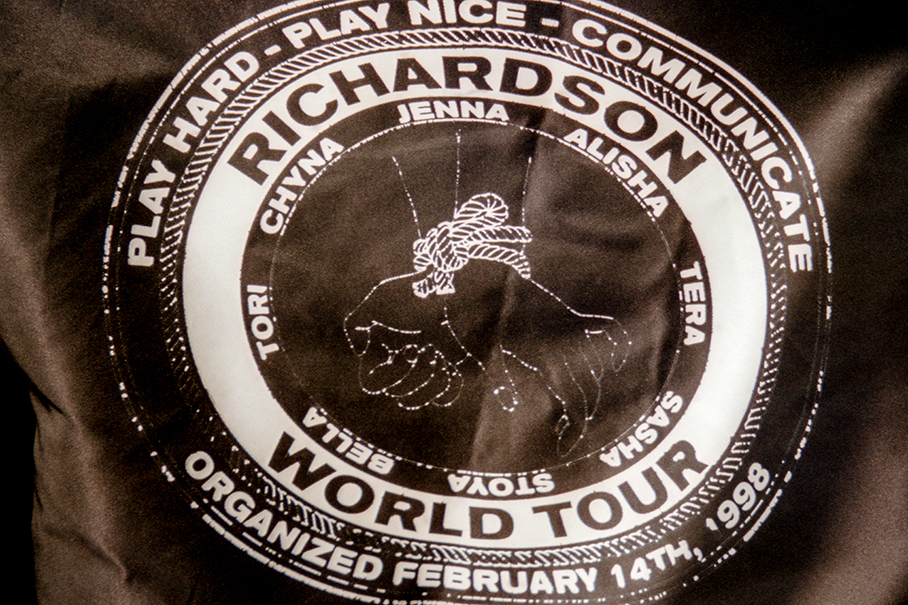 PLAY HARD - PLAY NICE - COMMUNICATE
RICHARDSON
JENNA
ALISHA
TERA
SASHA
STOYA
BELLA
TORI
CHYNA
WORLD TOUR
ORGANIZED FEBRUARY 14TH, 1998